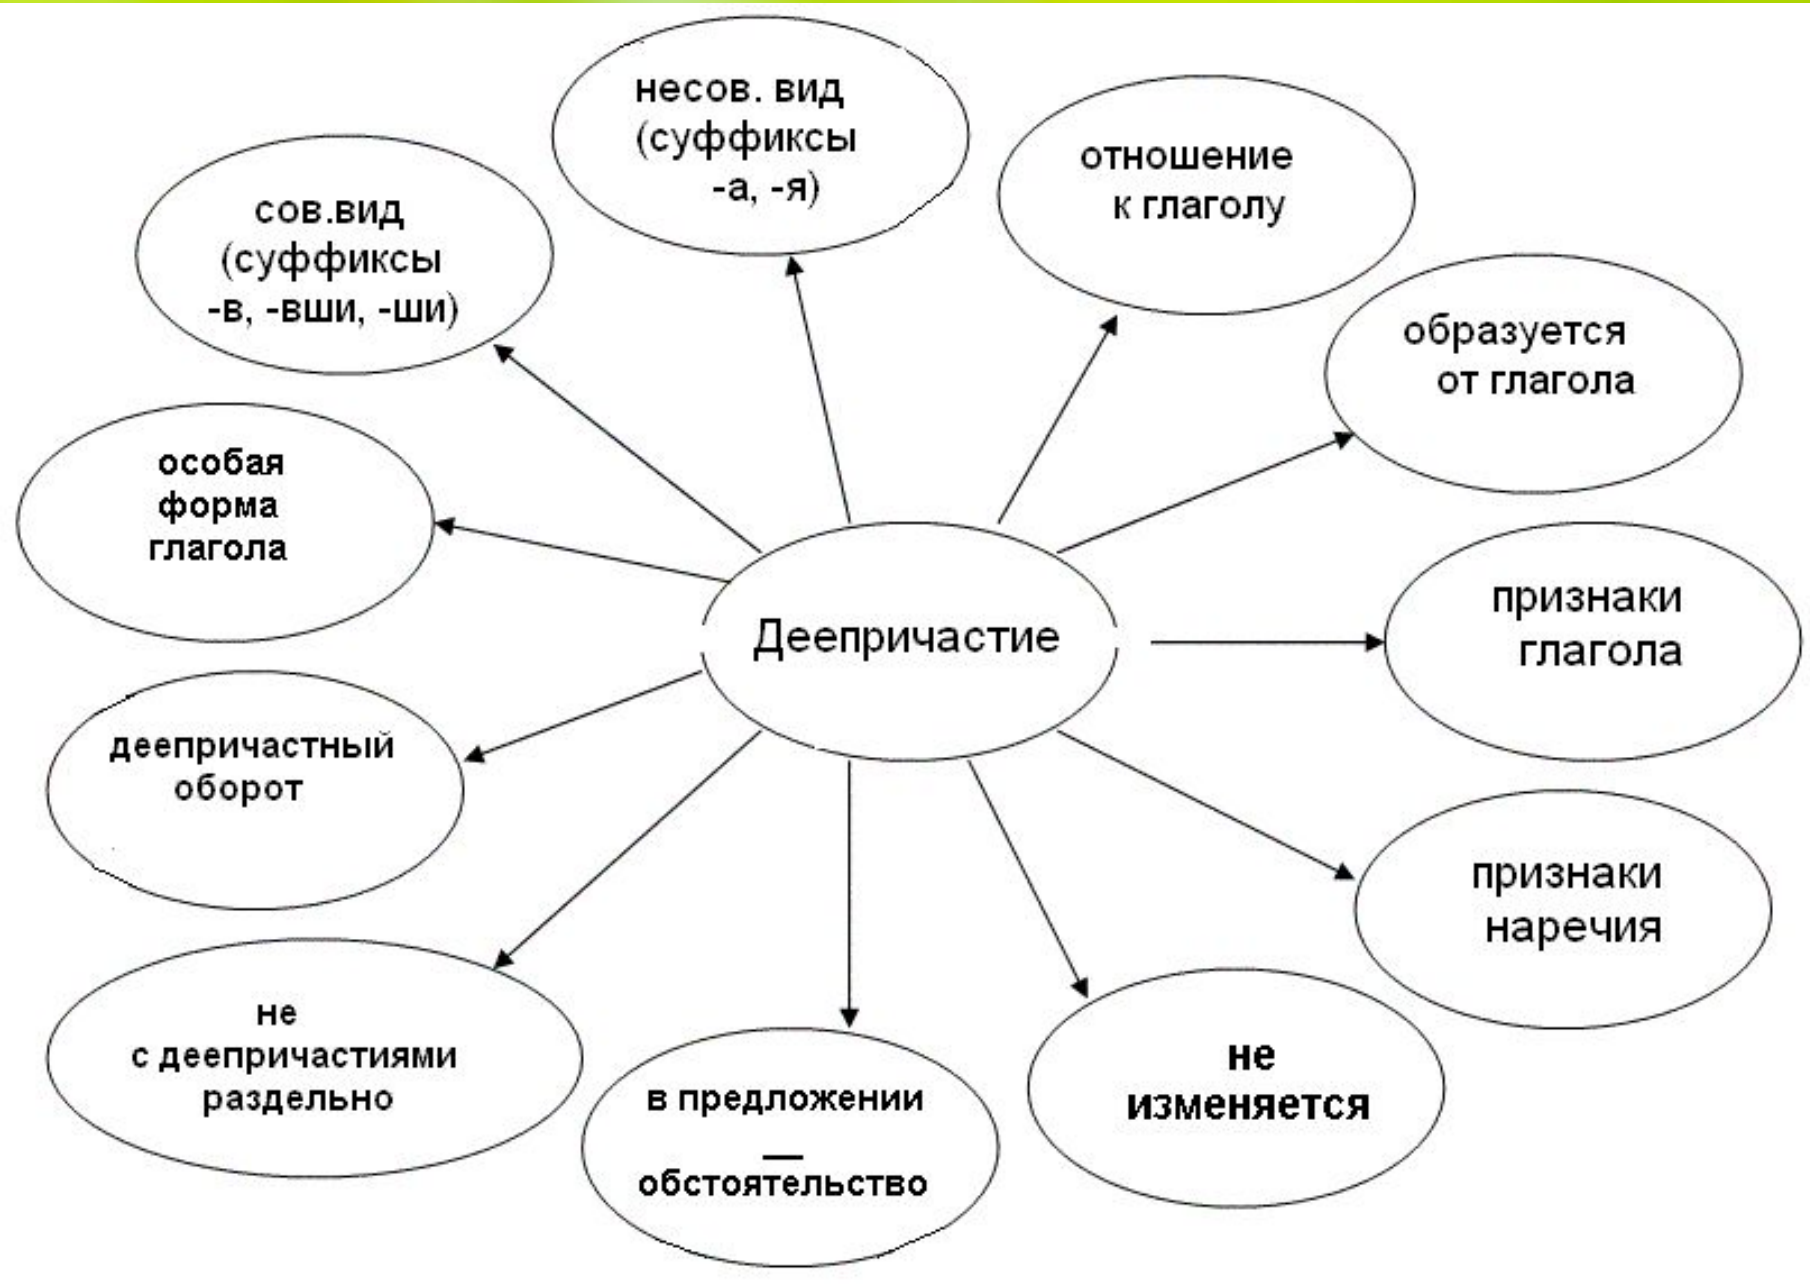 несов. вид
(суффиксы
-а, -я)
отношение
к глаголу
сов.вид
(суффиксы
-в, -вши, -ши)
образуется
от глагола
особая
форма
глагола
признаки
глагола
Деепричастие
деепричастный
оборот
признаки
наречия
не
с деепричастиями
раздельно
в предложении
—
обстоятельство
не
изменяется